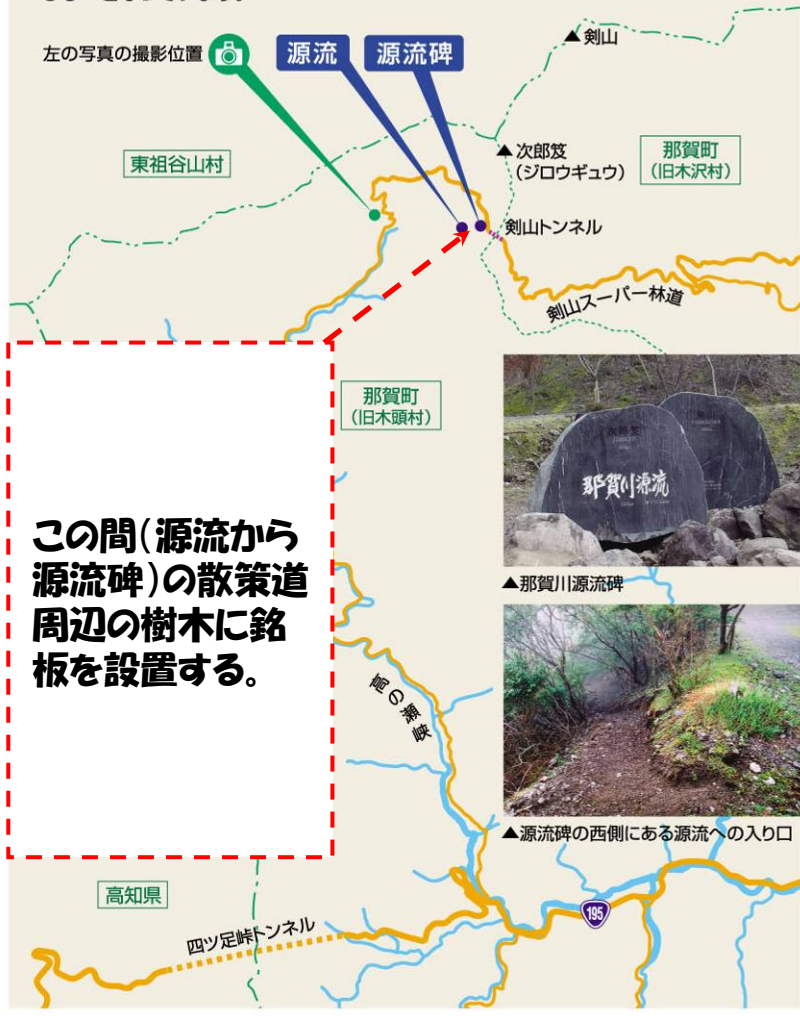 左の写真の撮影位置
源流
源流碑
▲剣山
東祖谷山村
▲次郎笈
(ジロウギュウ)
那賀町
(旧木沢村)
剣山トンネル
剣山スーパー林道
那賀町
(旧木頭村)
この間(源流から
源流碑)の散策道
周辺の樹木に銘
板を設置する。
次郎笈
那賀川源流
▲那賀川源流碑
高の瀬峡
▲源流碑の西側にある源流への入り口
高知県
四ツ足峠トンネル
195